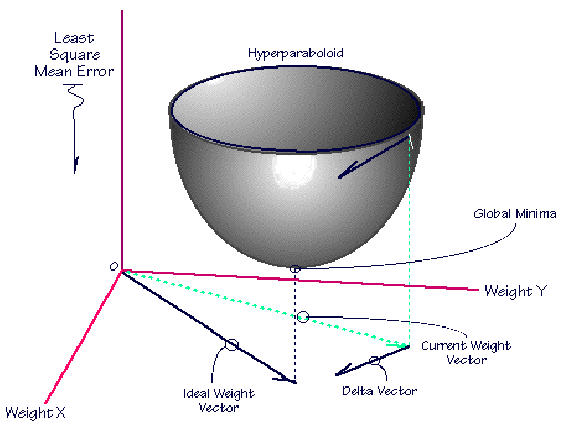 Least
Square
Mean Error
Hyperparaboloid
Global Minima
O
Weight Y
Current Weight
Vector
Ideal Weight
Vector
Delta Vector
Weight X